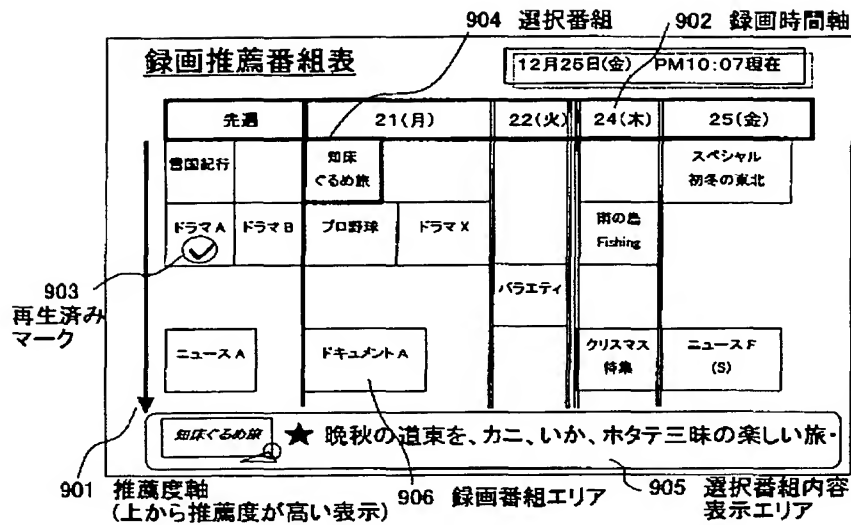 904 選択番組
902 録画時間軸
録画推薦番組表
12月25日(金) PM10:07現在
先週 21(月) 22(火) 24(木) 25(金)
雪国紀行
知床
ぐるめ旅
スペシャル
初冬の東北
ドラマA
ドラマB
プロ野球
ドラマX
雨の島
Fishing
903
再生済み
マーク
バラエティ
ニュースA
ドキュメントA
クリスマス
特集
ニュースF
(S)
知床ぐるめ旅
★ 晩秋の道東を、カニ、いか、ホタテ三昧の楽しい旅・
901 推薦度軸
(上から推薦度が高い表示)
906 録画番組エリア
905 選択番組内容
表示エリア